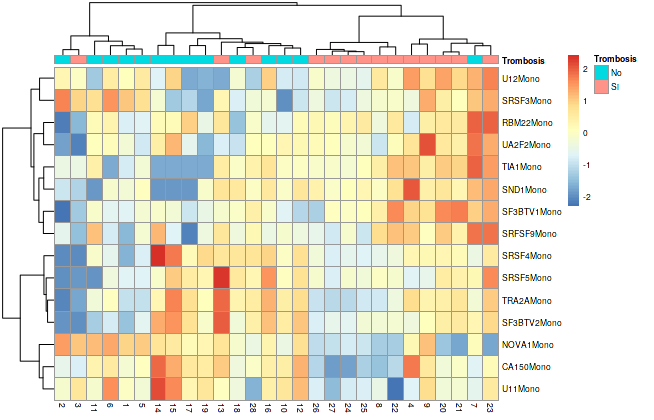 Trombosis
U12Mono
SRSF3Mono
RBM22Mono
UA2F2Mono
TIA1Mono
SND1Mono
SF3BTV1Mono
SRFSF9Mono
SRSF4Mono
SRSF5Mono
TRA2AMono
SF3BTV2Mono
NOVA1Mono
CA150Mono
U11Mono
2 3 11 6 1 5 14 15 17 19 13 18 28 16 10 12 26 27 24 25 8 22 4 9 20 21 7 23
2
1
0
-1
-2
Trombosis
No
SI